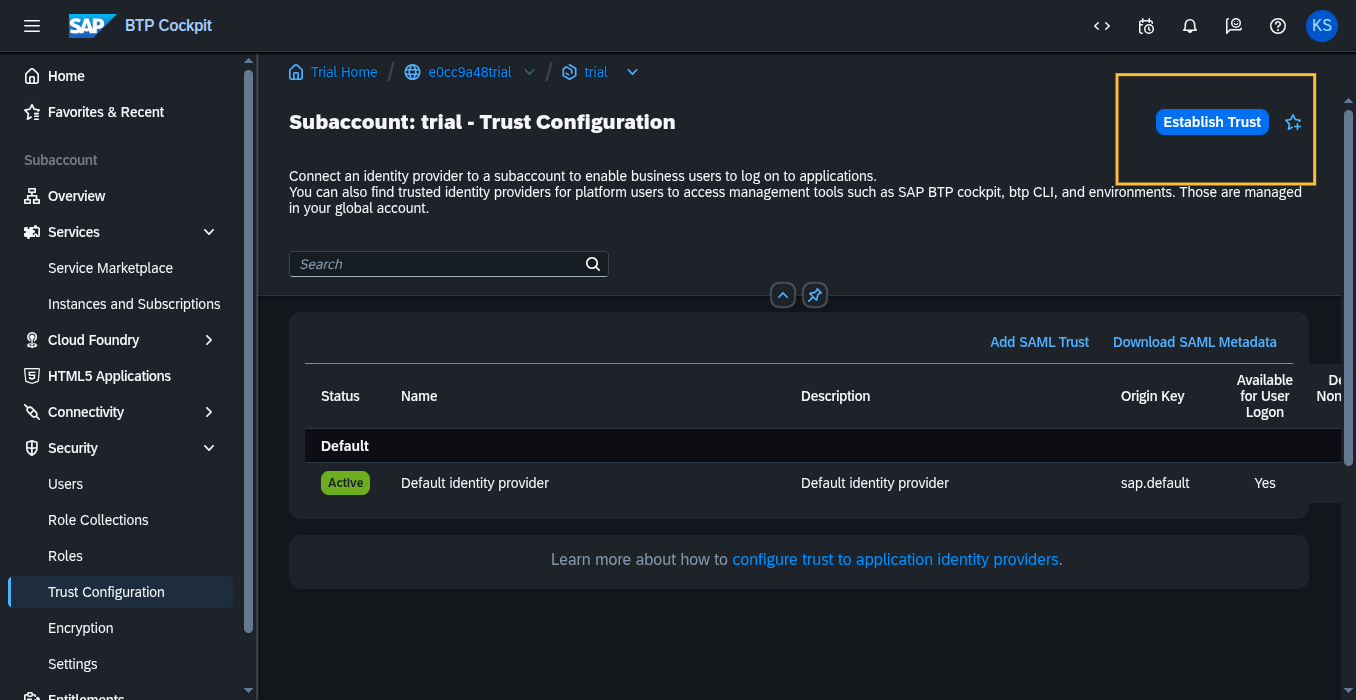 SAP BTP Cockpit
KS
Home
Favorites & Recent
Subaccount
Overview
Services
Service Marketplace
Instances and Subscriptions
Cloud Foundry
HTML5 Applications
Connectivity
Security
Users
Role Collections
Roles
Trust Configuration
Encryption
Settings
Entitlements
Trial Home / e0cc9a48trial / trial
Subaccount: trial - Trust Configuration
Establish Trust
Connect an identity provider to a subaccount to enable business users to log on to applications.
You can also find trusted identity providers for platform users to access management tools such as SAP BTP cockpit, btp CLI, and environments. Those are managed
in your global account.
Search
Add SAML Trust Download SAML Metadata
Status Name Description Origin Key Available for User Logon
Default
Active Default identity provider Default identity provider sap.default Yes
Learn more about how to configure trust to application identity providers.